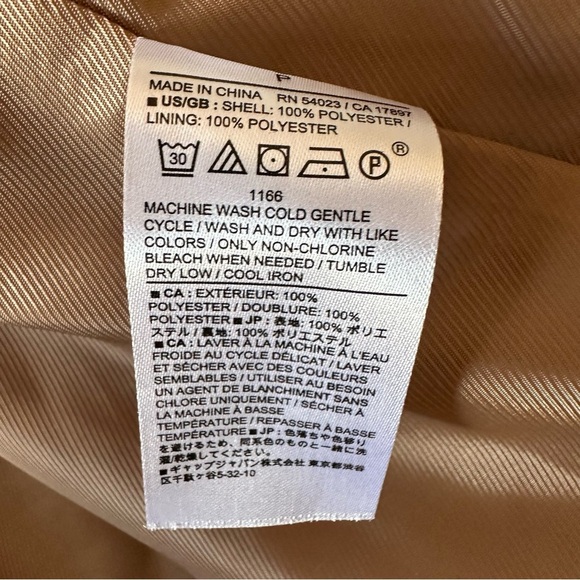 P
MADE IN CHINA RN 54023 / CA 17897
■ US/GB : SHELL: 100% POLYESTER /
LINING: 100% POLYESTER
30 P ®
1166
MACHINE WASH COLD GENTLE
CYCLE / WASH AND DRY WITH LIKE
COLORS / ONLY NON-CHLORINE
BLEACH WHEN NEEDED / TUMBLE
DRY LOW / COOL IRON
■ CA : EXTÉRIEUR: 100%
POLYESTER / DOUBLURE: 100%
POLYESTER ■ JP : 表地: 100% ポリエ
ステル / 裏地: 100% ポリエステル
■ CA : LAVER À LA MACHINE À L'EAU
FROIDE AU CYCLE DÉLICAT / LAVER
ET SÉCHER AVEC DES COULEURS
SEMBLABLES / UTILISER AU BESOIN
UN AGENT DE BLANCHIMENT SANS
CHLORE UNIQUEMENT / SÉCHER À
LA MACHINE À BASSE
TEMPÉRATURE / REPASSER À BASSE
TEMPÉRATURE ■ JP : 色落ちや色移り
を避けるため、同系色のものと一緒に洗
濯/乾燥してください。
■ ギャップジャパン株式会社 東京都渋谷
区千駄ヶ谷5-32-10